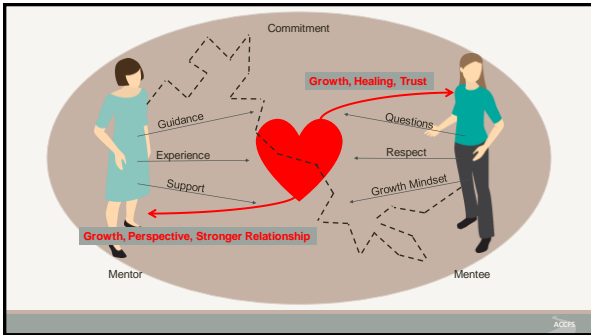 Commitment
Growth, Healing, Trust
Guidance
Questions
Experience
Respect
Support
Growth Mindset
Growth, Perspective, Stronger Relationship
Mentor
Mentee
ACCPS